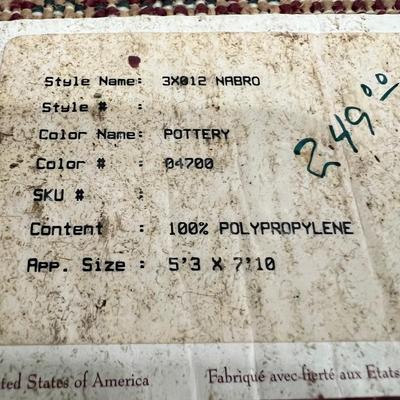 Style Name: 3X012 NABRO
Style # :
Color Name: POTTERY
Color # : 04700
SKU # :
Content : 100% POLYPROPYLENE
App. Size : 5'3 X 7'10
249.00
States of America
Fabriqué avec fierté aux Etats